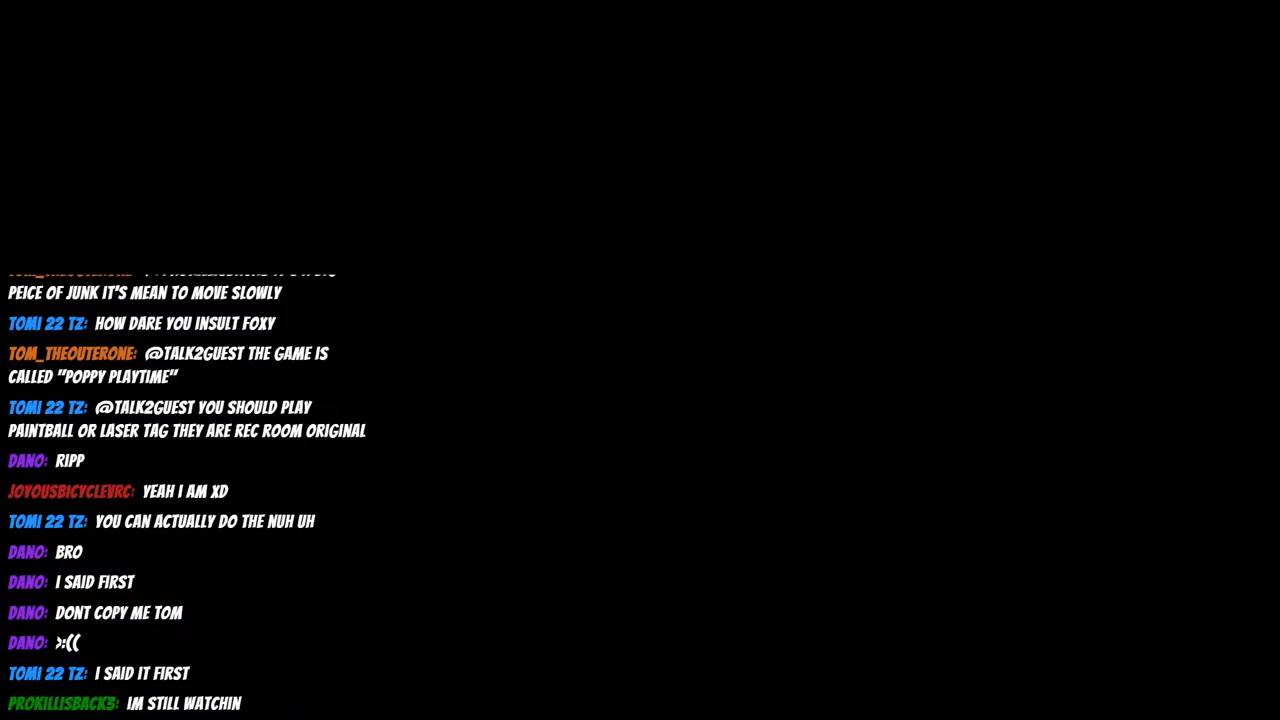 PEICE OF JUNK IT'S MEAN TO MOVE SLOWLY
TOMI 22 TZ: HOW DARE YOU INSULT FOXY
TOM_THEOUTERONE: @TALK2GUEST THE GAME IS
CALLED "POPPY PLAYTIME"
TOMI 22 TZ: @TALK2GUEST YOU SHOULD PLAY
PAINTBALL OR LASER TAG THEY ARE REC ROOM ORIGINAL
DANO: RIPP
JOYOUSBICYCLEVRC: YEAH I AM XD
TOMI 22 TZ: YOU CAN ACTUALLY DO THE NUH UH
DANO: BRO
DANO: I SAID FIRST
DANO: DONT COPY ME TOM
DANO: >:((
TOMI 22 TZ: I SAID IT FIRST
PROKILLISBACK3: IM STILL WATCHIN